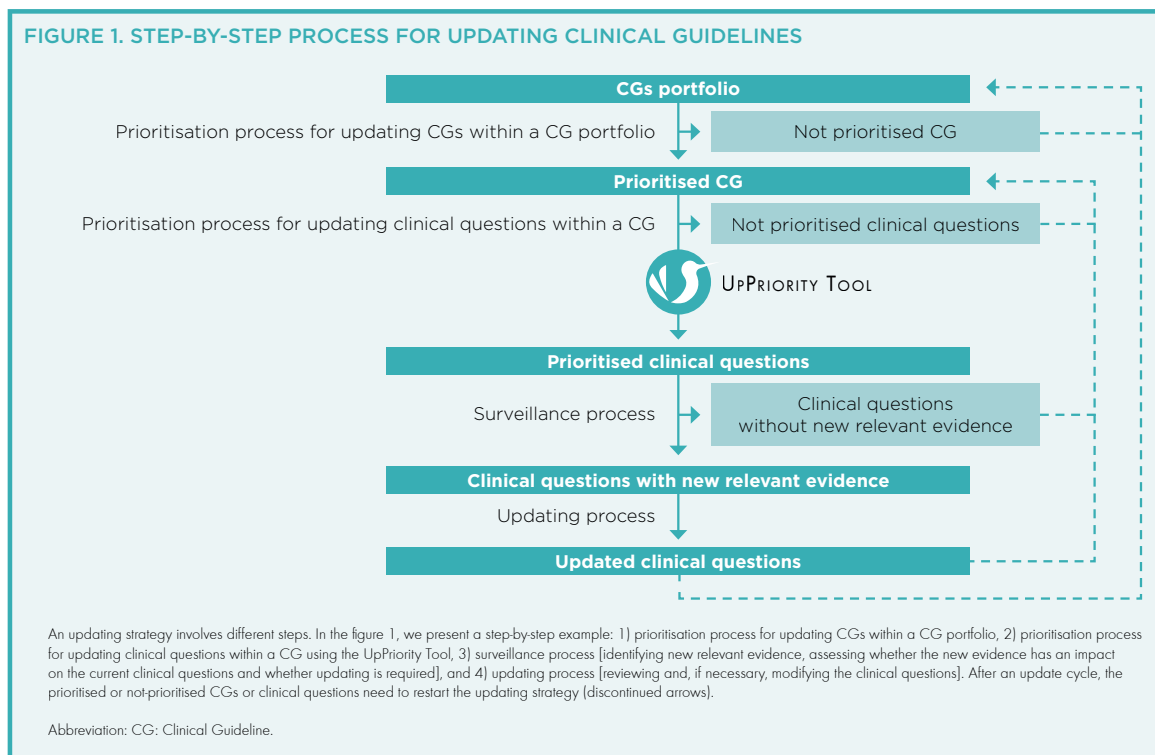 FIGURE 1. STEP-BY-STEP PROCESS FOR UPDATING CLINICAL GUIDELINES
CGs portfolio
Prioritisation process for updating CGs within a CG portfolio
Not prioritised CG
Prioritised CG
Prioritisation process for updating clinical questions within a CG
Not prioritised clinical questions
UpPriority Tool
Prioritised clinical questions
Surveillance process
Clinical questions
without new relevant evidence
Clinical questions with new relevant evidence
Updating process
Updated clinical questions
An updating strategy involves different steps. In the figure 1, we present a step-by-step example: 1) prioritisation process for updating CGs within a CG portfolio, 2) prioritisation process
for updating clinical questions within a CG using the UpPriority Tool, 3) surveillance process [identifying new relevant evidence, assessing whether the new evidence has an impact
on the current clinical questions and whether updating is required], and 4) updating process [reviewing and, if necessary, modifying the clinical questions]. After an update cycle, the
prioritised or not-prioritised CGs or clinical questions need to restart the updating strategy (discontinued arrows).
Abbreviation: CG: Clinical Guideline.